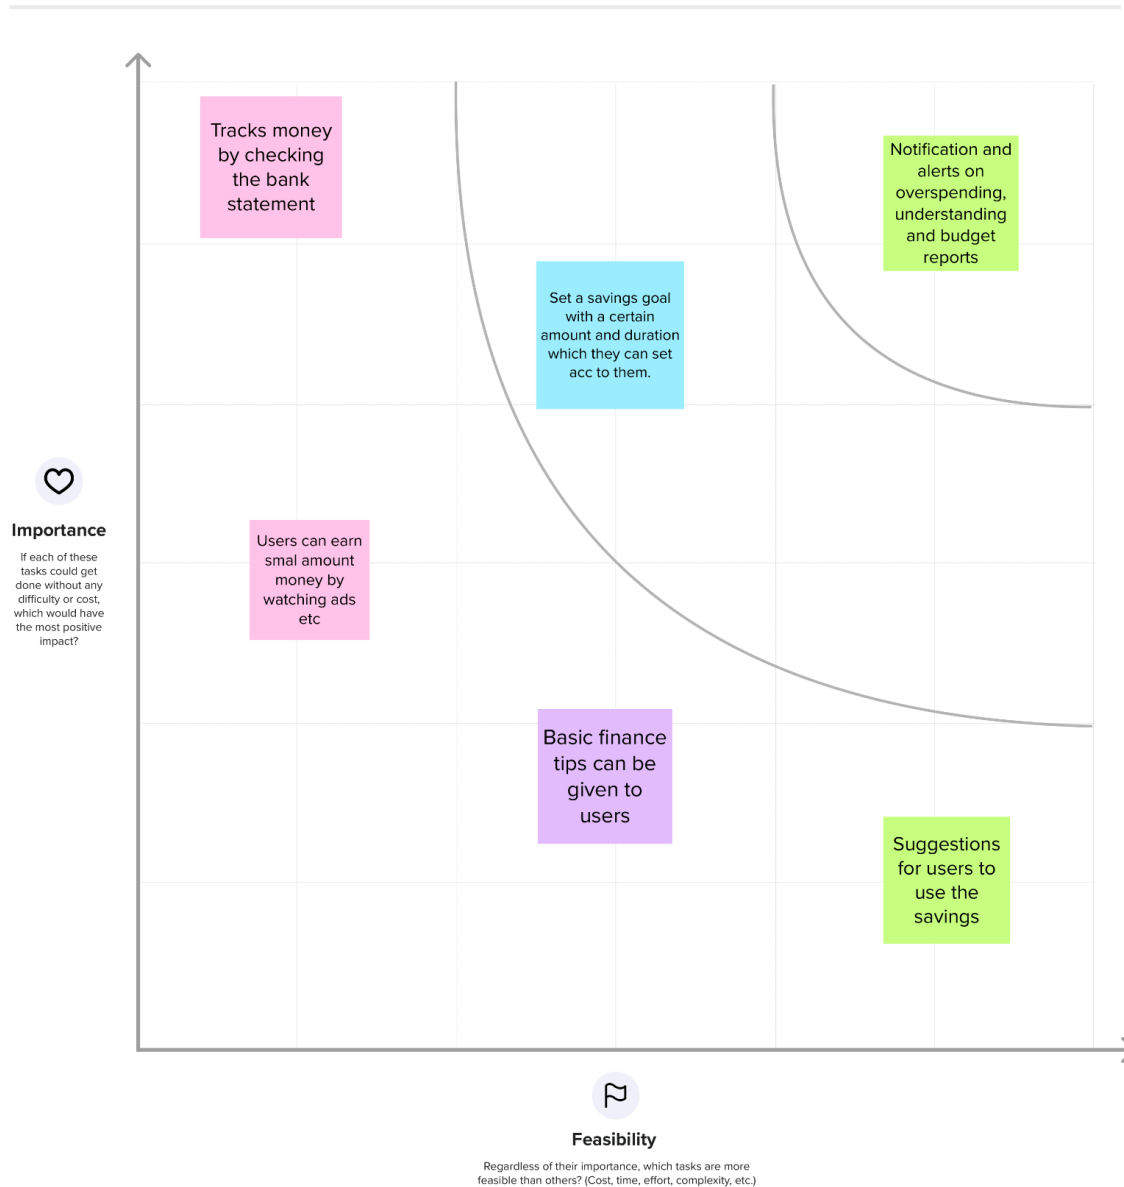 Tracks money
by checking
the bank
statement
Notification and
alerts on
overspending,
understanding
and budget
reports
Set a savings goal
with a certain
amount and duration
which they can set
acc to them.
Importance
If each of these
tasks could get
done without any
difficulty or cost,
which would have
the most positive
impact?
Users can earn
smal amount
money by
watching ads
etc
Basic finance
tips can be
given to
users
Suggestions
for users to
use the
savings
Feasibility
Regardless of their importance, which tasks are more
feasible than others? (Cost, time, effort, complexity, etc.)